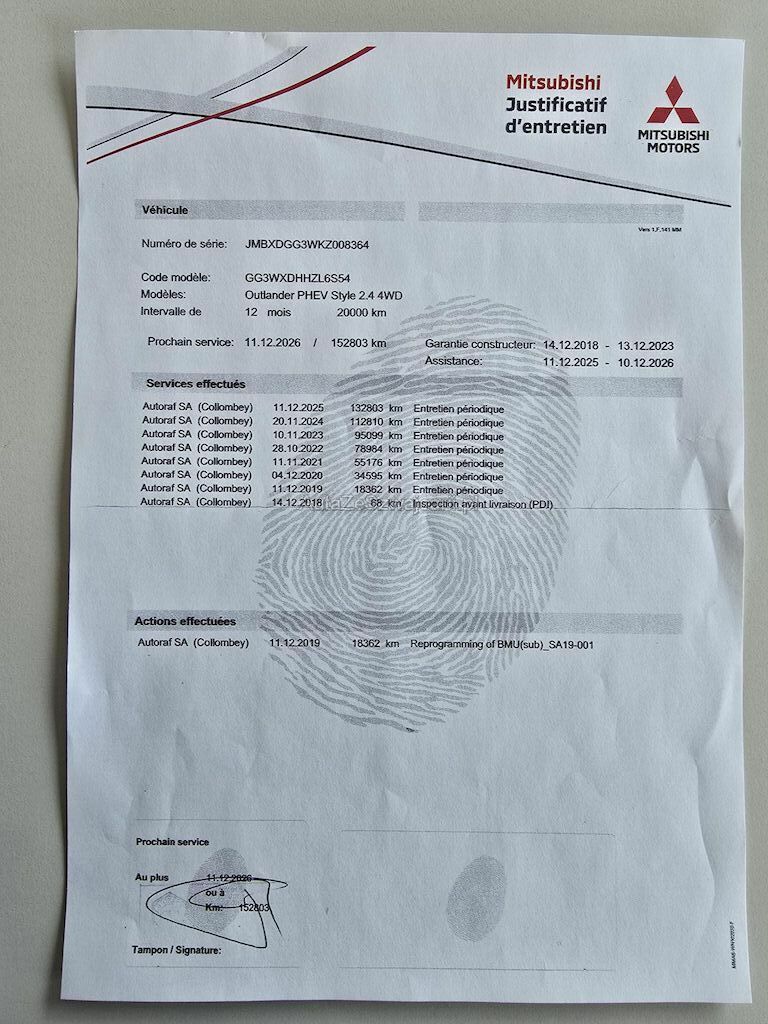 Mitsubishi
Justificatif
d'entretien
MITSUBISHI
MOTORS
Véhicule
Vers 1,F,141 MM
Numéro de série: JMBXDGG3WKZ008364
Code modèle: GG3WXDHHZL6S54
Modèles: Outlander PHEV Style 2.4 4WD
Intervalle de 12 mois 20000 km
Prochain service: 11.12.2026 / 152803 km Garantie constructeur: 14.12.2018 - 13.12.2023
Assistance: 11.12.2025 - 10.12.2026
Services effectués
Autoraf SA (Collombey) 11.12.2025 132803 km Entretien périodique
Autoraf SA (Collombey) 20.11.2024 112810 km Entretien périodique
Autoraf SA (Collombey) 10.11.2023 95099 km Entretien périodique
Autoraf SA (Collombey) 28.10.2022 78984 km Entretien périodique
Autoraf SA (Collombey) 11.11.2021 55176 km Entretien périodique
Autoraf SA (Collombey) 04.12.2020 34595 km Entretien périodique
Autoraf SA (Collombey) 11.12.2019 18362 km Entretien périodique
Autoraf SA (Collombey) 14.12.2018 68 km Inspection avant livraison (PDI)
Actions effectuées
Autoraf SA (Collombey) 11.12.2019 18362 km Reprogramming of BMU(sub)_SA19-001
Prochain service
Au plus 11.12.2026
ou à
Km: 152803
Tampon / Signature: